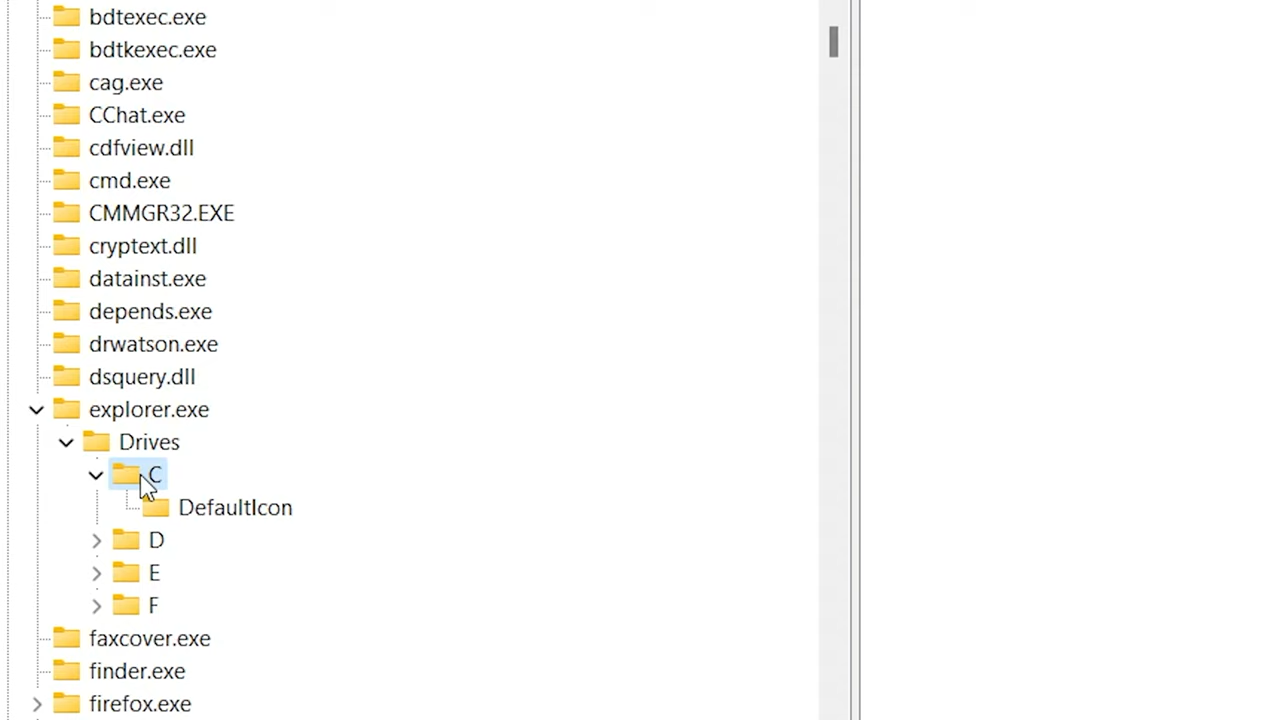 bdtexec.exe
bdtkexec.exe
cag.exe
CChat.exe
cdfview.dll
cmd.exe
CMMGR32.EXE
cryptext.dll
datainst.exe
depends.exe
drwatson.exe
dsquery.dll
explorer.exe
Drives
C
DefaultIcon
D
E
F
faxcover.exe
finder.exe
firefox.exe